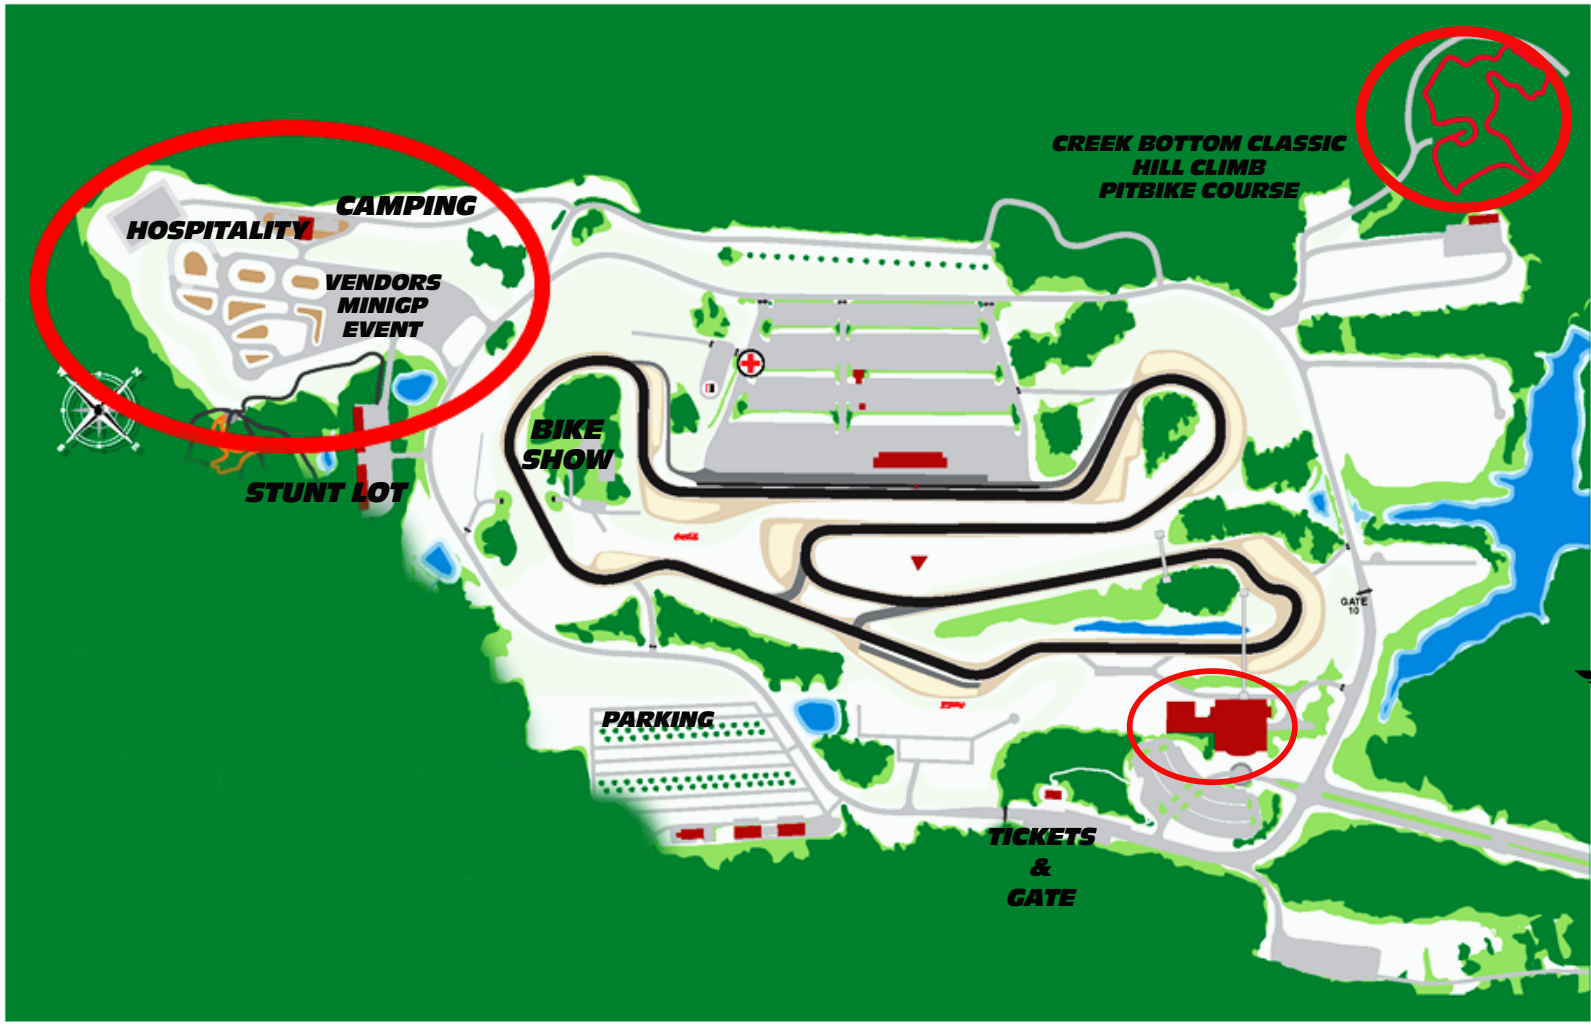 CREEK BOTTOM CLASSIC
HILL CLIMB
PITBIKE COURSE
CAMPING
HOSPITALITY
VENDORS
MINIGP
EVENT
BIKE
SHOW
STUNT LOT
GATE
10
PARKING
TICKETS
&
GATE